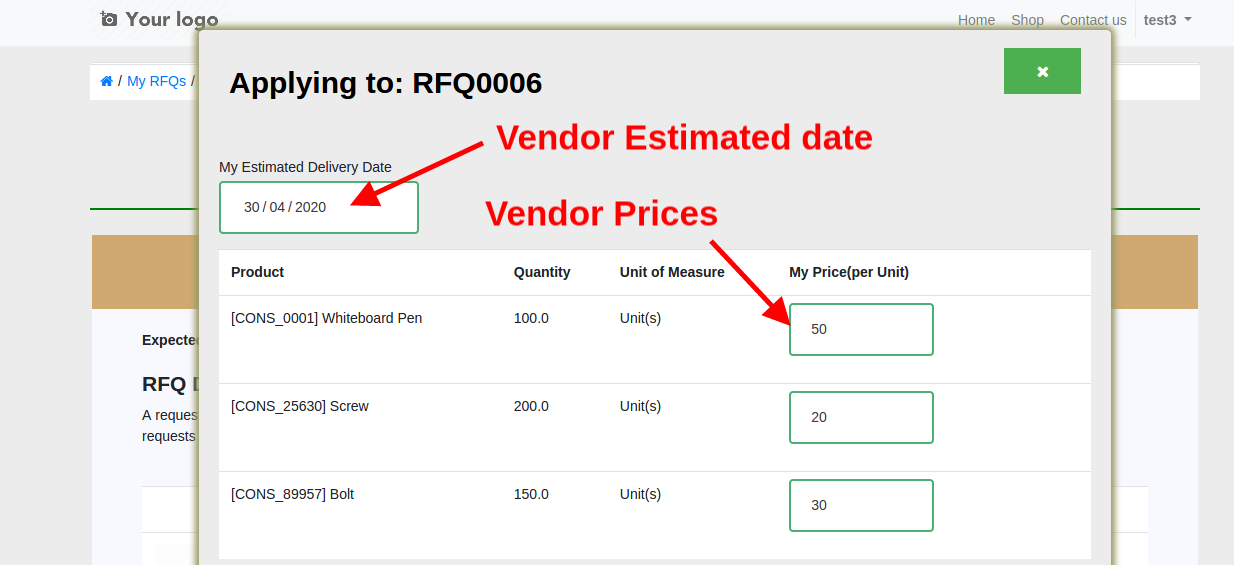 Your logo
Home Shop Contact us test3
/ My RFQs /
Applying to: RFQ0006
Vendor Estimated date
My Estimated Delivery Date
30 / 04 / 2020
Vendor Prices
Product Quantity Unit of Measure My Price(per Unit)
[CONS_0001] Whiteboard Pen 100.0 Unit(s) 50
[CONS_25630] Screw 200.0 Unit(s) 20
[CONS_89957] Bolt 150.0 Unit(s) 30
RFQ
A
requests